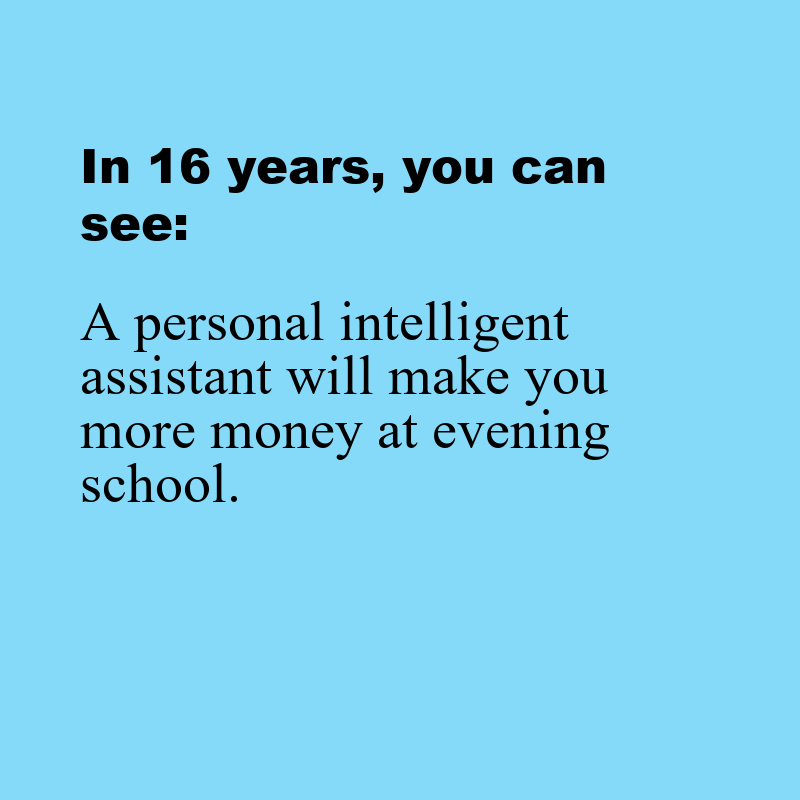 In 16 years, you can
see:
A personal intelligent
assistant will make you
more money at evening
school.